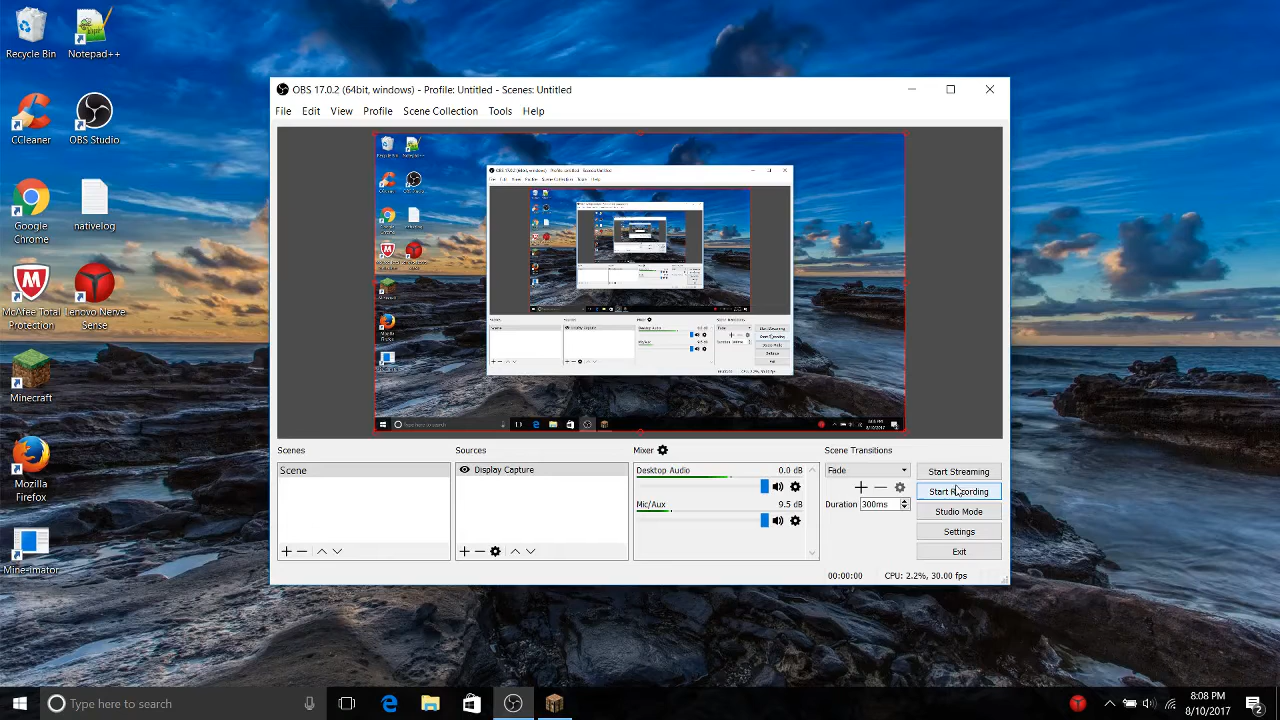 Recycle Bin
Notepad++
CCleaner
OBS Studio
Google
Chrome
nativelog
McAfee Total
Protection
Lenovo Nerve
Sense
Minecraft
Mozilla
Firefox
Mine-imator
OBS 17.0.2 (64bit, windows) - Profile: Untitled - Scenes: Untitled
File Edit View Profile Scene Collection Tools Help
Scenes
Scene
Sources
Display Capture
Mixer
Desktop Audio 0.0 dB
Mic/Aux 9.5 dB
Scene Transitions
Fade
Duration 300ms
Start Streaming
Start Recording
Studio Mode
Settings
Exit
00:00:00 CPU: 2.2%, 30.00 fps
Type here to search
8:08 PM
8/10/2017
2